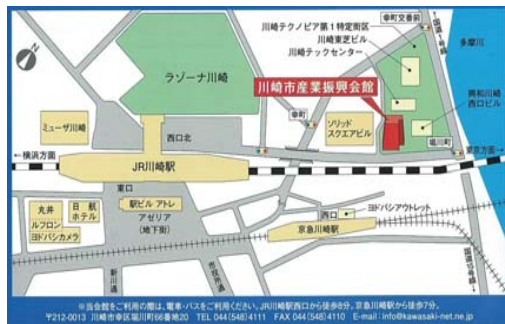 幸町交番前
川崎テクノピア第1特定街区
川崎東芝ビル
川崎テックセンター
国道1号線
多摩川
ラゾーナ川崎
川崎市産業振興会館
興和川崎
西口ビル
ミューザ川崎
西口北
幸町
ソリッド
スクエアビル
堀川町
←横浜方面
JR川崎駅
東京方面→
東口
駅ビル アトレ
丸井
日航
ホテル
ルフロン
ヨドバシカメラ
アゼリア
(地下街)
西口
ヨドバシアウトレット
京急川崎駅
新川通
市役所通
国道15号線
※当会館をご利用の際は、電車・バスをご利用ください。JR川崎駅西口から徒歩8分。京急川崎駅から徒歩7分。
〒212-0013 川崎市幸区堀川町66番地20 TEL 044(548)4111 FAX 044(548)4110 E-mail：info@kawasaki-net.ne.jp